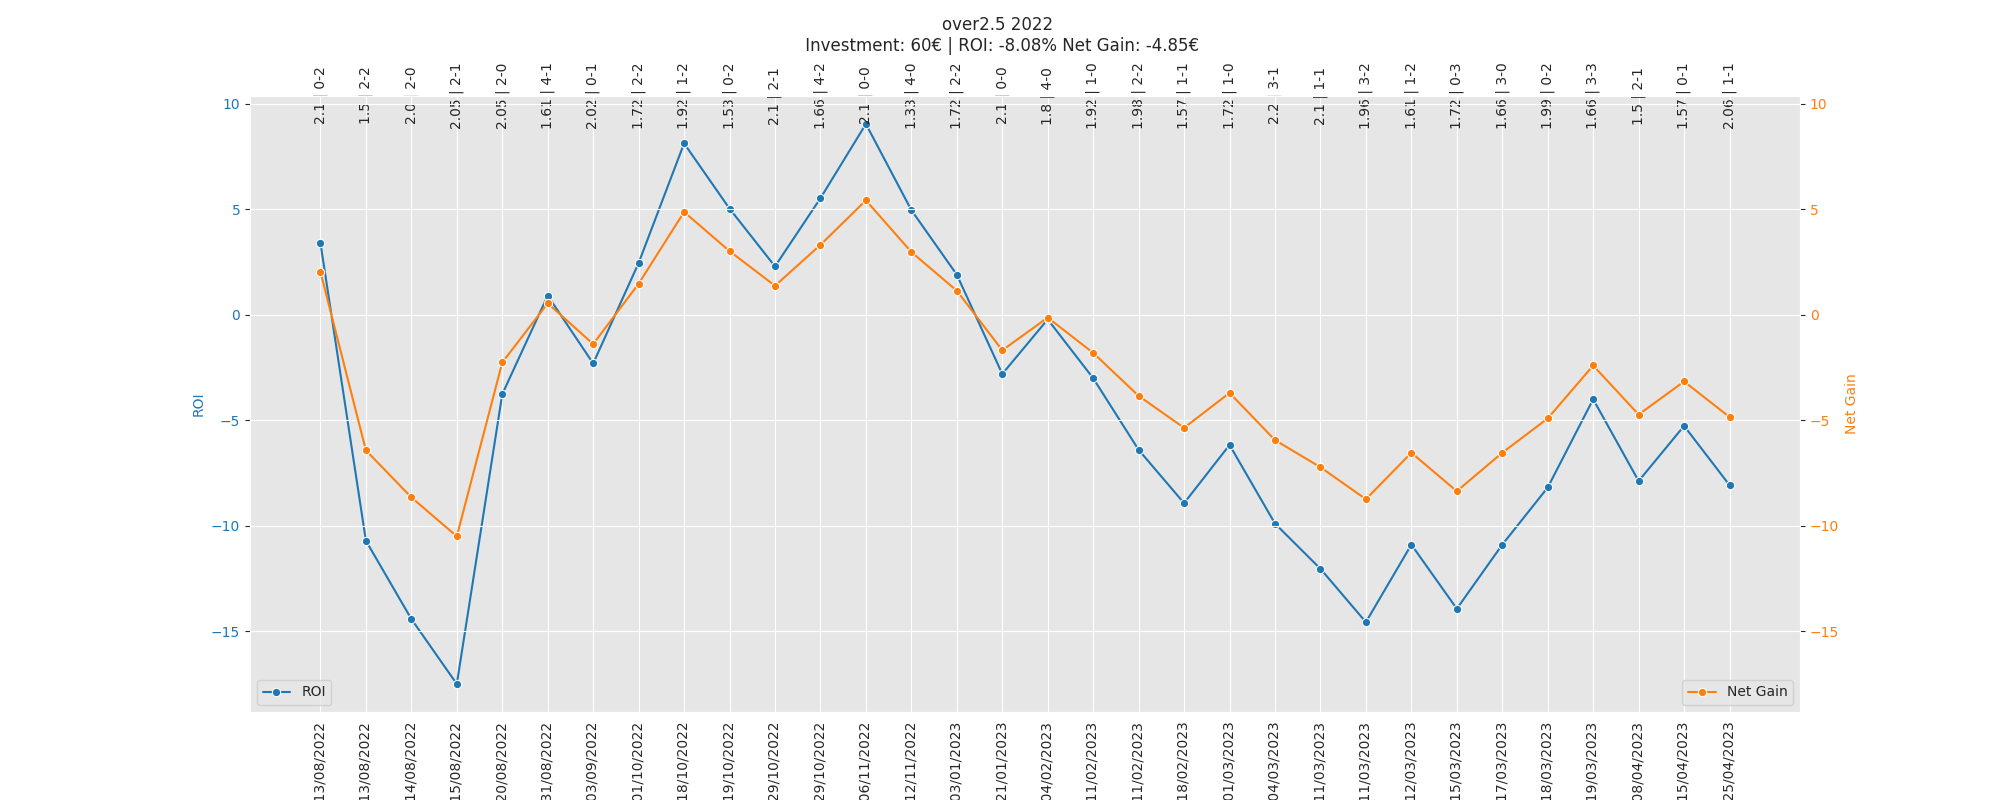 over2.5 2022
Investment: 60€ | ROI: -8.08% Net Gain: -4.85€
2.1 | 0-2
1.5 | 2-2
2.0 | 2-0
2.05 | 2-1
2.05 | 2-0
1.61 | 4-1
2.02 | 0-1
1.72 | 2-2
1.92 | 1-2
1.53 | 0-2
2.1 | 2-1
1.66 | 4-2
2.1 | 0-0
1.33 | 4-0
1.72 | 2-2
2.1 | 0-0
1.8 | 4-0
1.92 | 1-0
1.98 | 2-2
1.57 | 1-1
1.72 | 1-0
2.2 | 3-1
2.1 | 1-1
1.96 | 3-2
1.61 | 1-2
1.72 | 0-3
1.66 | 3-0
1.99 | 0-2
1.66 | 3-3
1.5 | 2-1
1.57 | 0-1
2.06 | 1-1
10
5
0
−5
−10
−15
ROI
10
5
0
−5
−10
−15
Net Gain
ROI
Net Gain
13/08/2022
13/08/2022
14/08/2022
15/08/2022
20/08/2022
31/08/2022
03/09/2022
01/10/2022
18/10/2022
19/10/2022
29/10/2022
29/10/2022
06/11/2022
12/11/2022
03/01/2023
21/01/2023
04/02/2023
11/02/2023
11/02/2023
18/02/2023
01/03/2023
04/03/2023
11/03/2023
11/03/2023
12/03/2023
15/03/2023
17/03/2023
18/03/2023
19/03/2023
08/04/2023
15/04/2023
25/04/2023